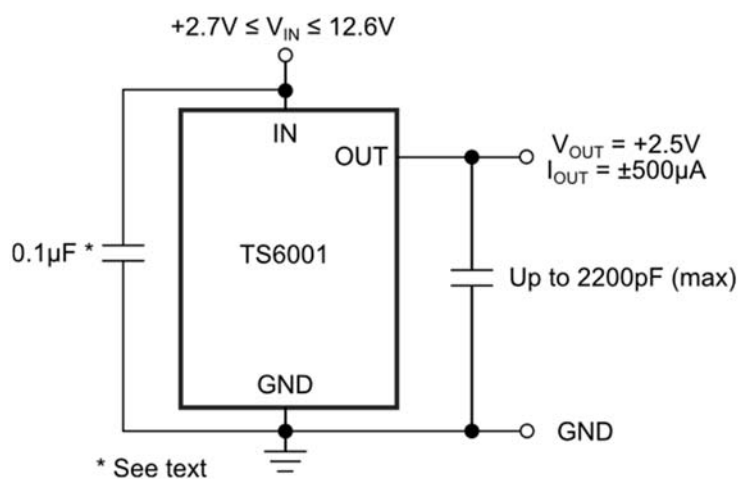 +2.7V ≤ VIN ≤ 12.6V
IN
OUT
VOUT = +2.5V
IOUT = ±500µA
0.1µF *
TS6001
Up to 2200pF (max)
GND
GND
* See text